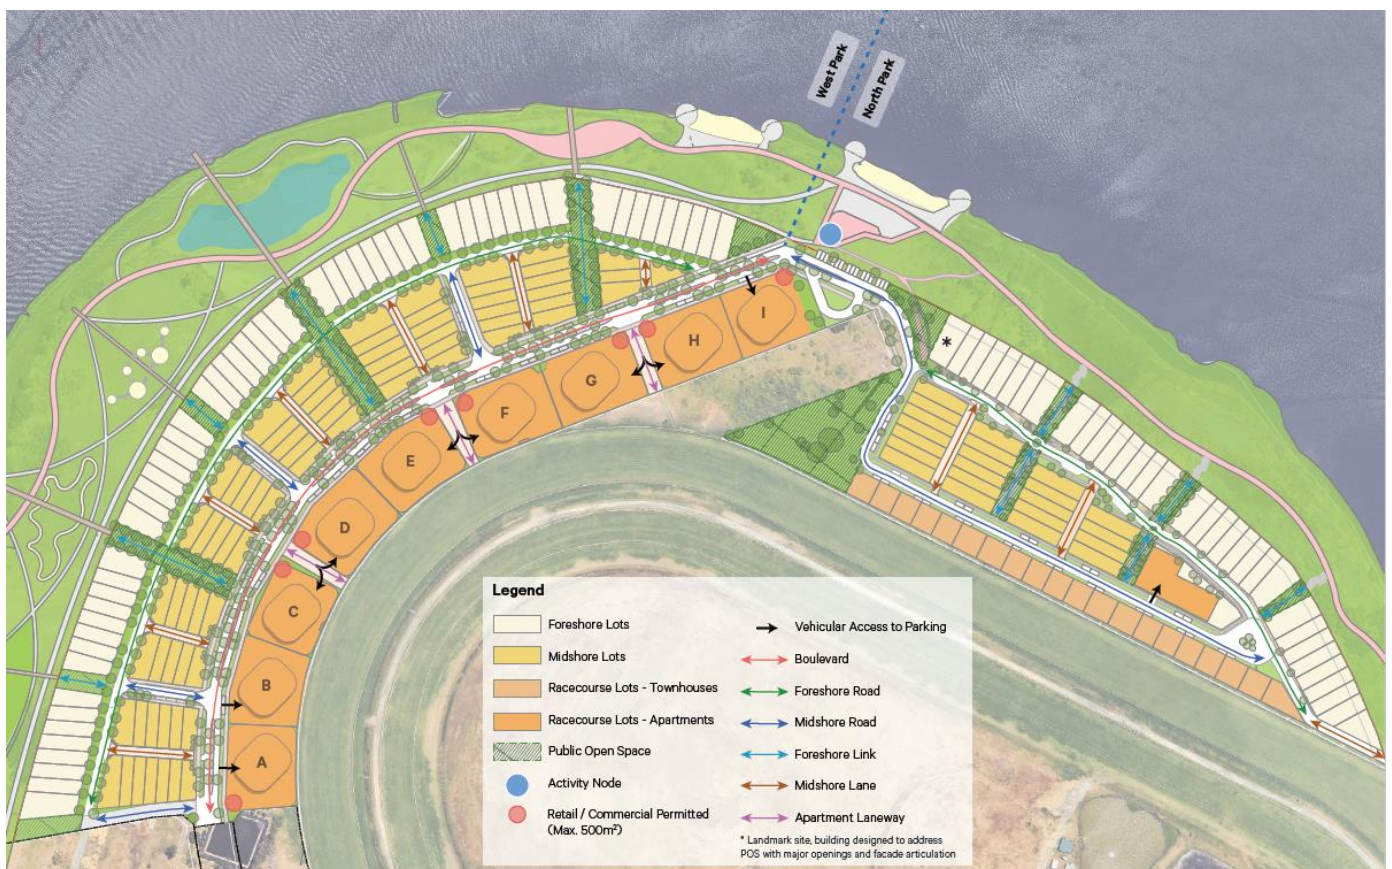 West Park
North Park
*
I
H
G
F
E
D
C
B
A
Legend
Foreshore Lots
Midshore Lots
Racecourse Lots - Townhouses
Racecourse Lots - Apartments
Public Open Space
Activity Node
Retail / Commercial Permitted
(Max. 500m²)
Vehicular Access to Parking
Boulevard
Foreshore Road
Midshore Road
Foreshore Link
Midshore Lane
Apartment Laneway
* Landmark site, building designed to address
POS with major openings and facade articulation